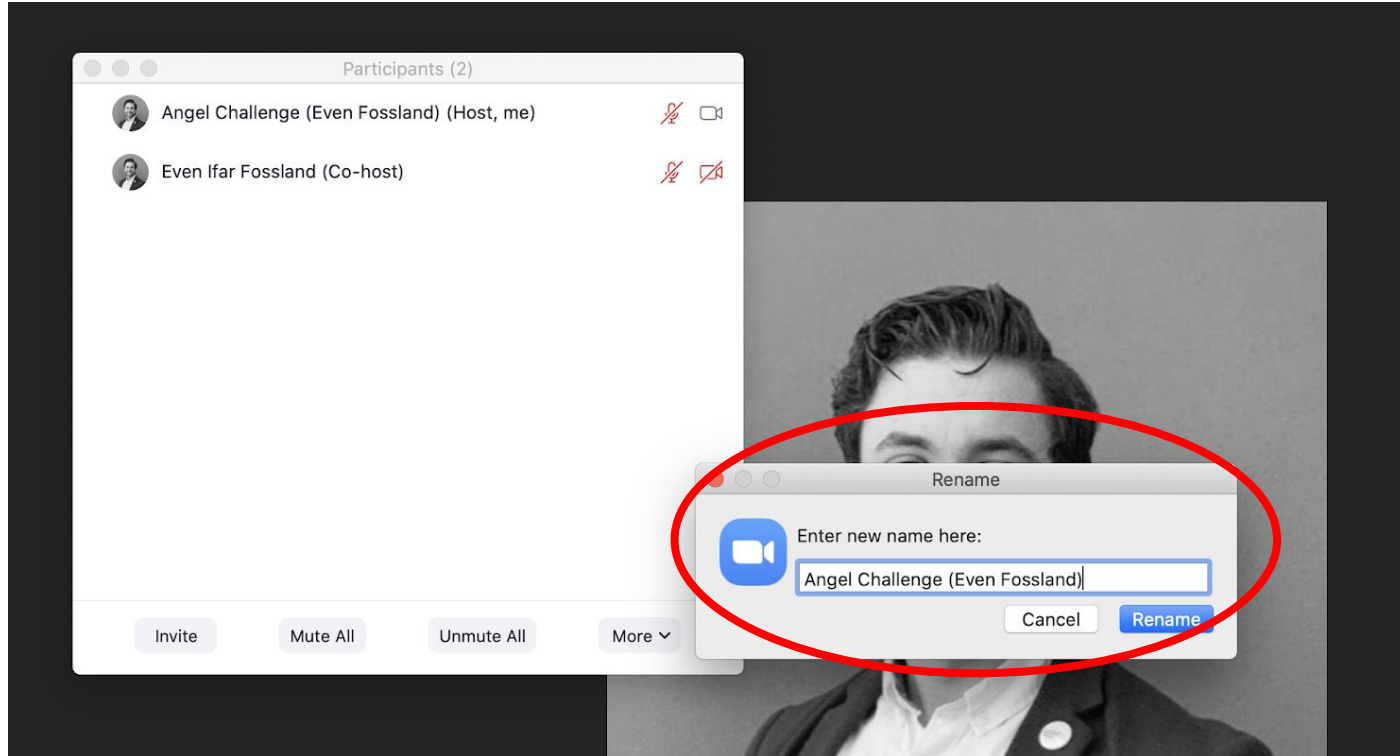 Participants (2)
Angel Challenge (Even Fossland) (Host, me)
Even Ifar Fossland (Co-host)
Rename
Enter new name here:
Angel Challenge (Even Fossland)
Cancel Rename
Invite Mute All Unmute All More